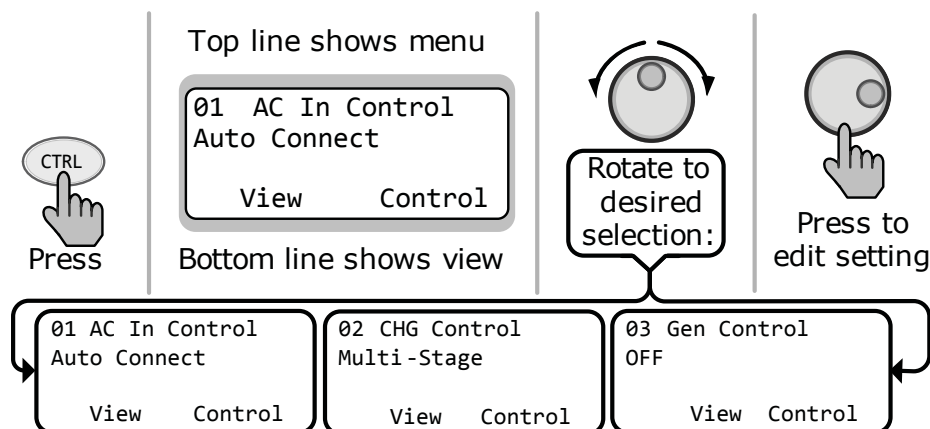 Top line shows menu
01 AC In Control
Auto Connect
View Control
Bottom line shows view
CTRL
Press
Rotate to
desired
selection:
Press to
edit setting
01 AC In Control
Auto Connect
View Control
02 CHG Control
Multi-Stage
View Control
03 Gen Control
OFF
View Control